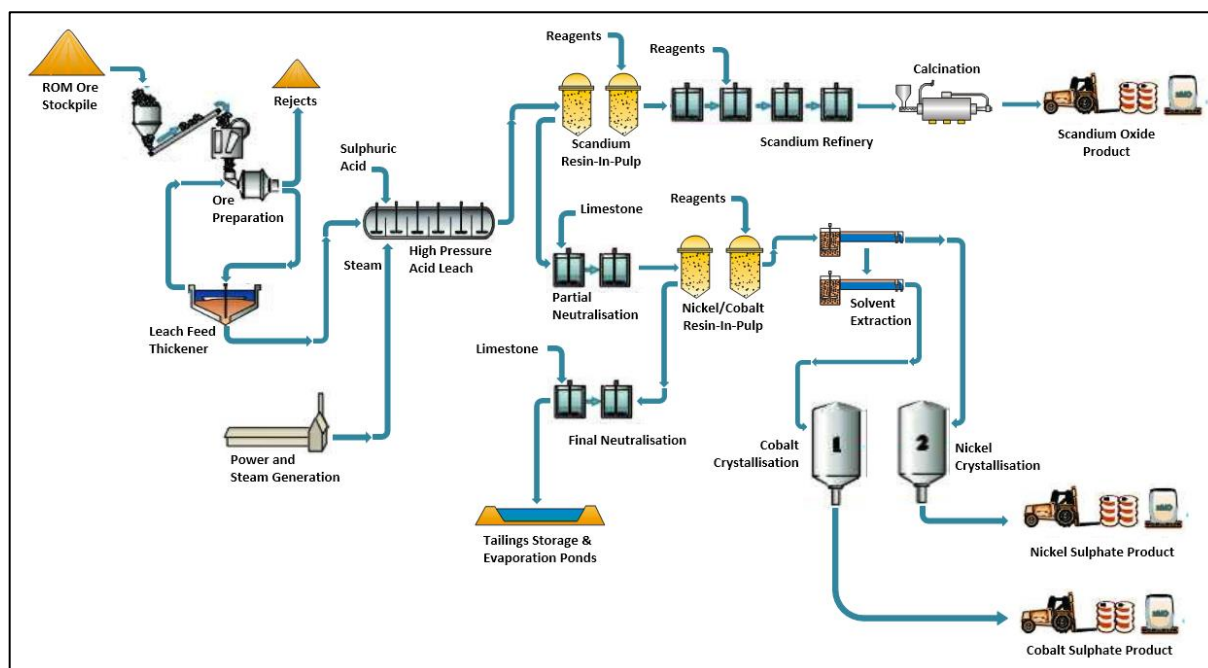 ROM Ore
Stockpile
Rejects
Ore
Preparation
Leach Feed
Thickener
Power and
Steam Generation
Sulphuric
Acid
Steam
High Pressure
Acid Leach
Reagents
Scandium
Resin-In-Pulp
Reagents
Scandium Refinery
Calcination
Scandium Oxide
Product
Limestone
Partial
Neutralisation
Reagents
Nickel/Cobalt
Resin-In-Pulp
Solvent
Extraction
Limestone
Final Neutralisation
Tailings Storage &
Evaporation Ponds
1
Cobalt
Crystallisation
2
Nickel
Crystallisation
Nickel Sulphate Product
Cobalt Sulphate Product